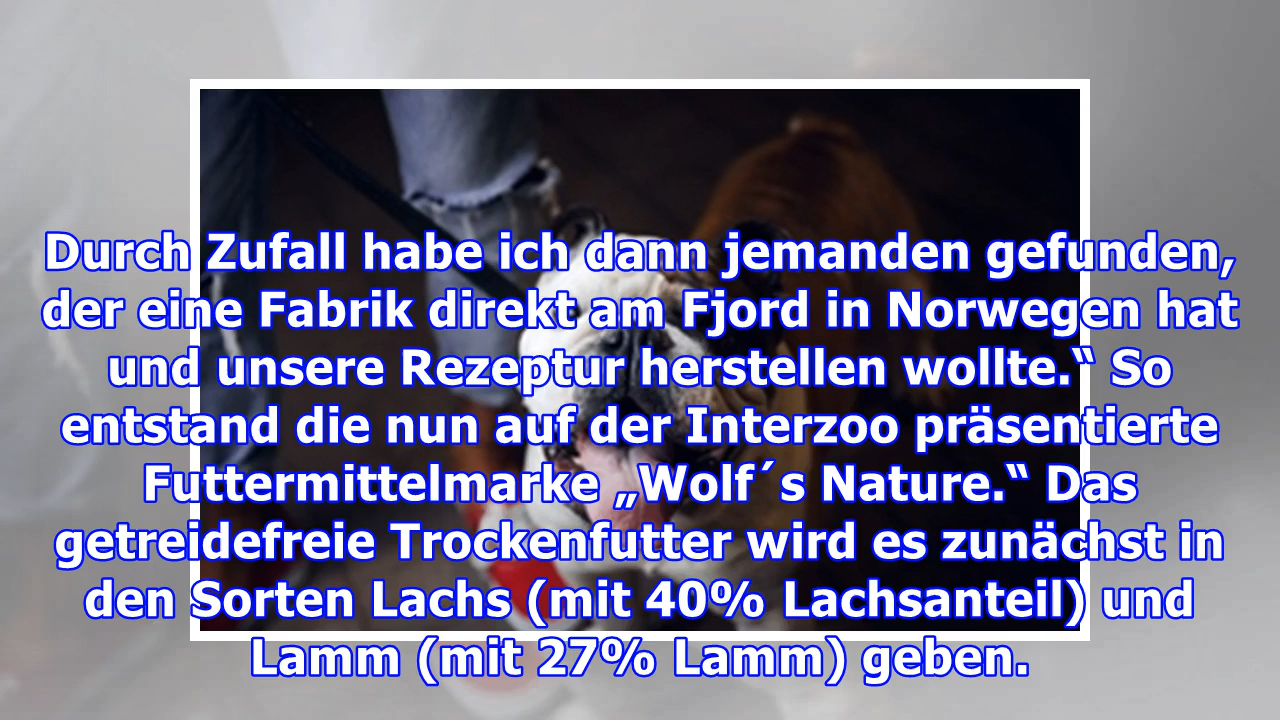 Durch Zufall habe ich dann jemanden gefunden,
der eine Fabrik direkt am Fjord in Norwegen hat
und unsere Rezeptur herstellen wollte.“ So
entstand die nun auf der Interzoo präsentierte
Futtermittelmarke „Wolf´s Nature.“ Das
getreidefreie Trockenfutter wird es zunächst in
den Sorten Lachs (mit 40% Lachsanteil) und
Lamm (mit 27% Lamm) geben.